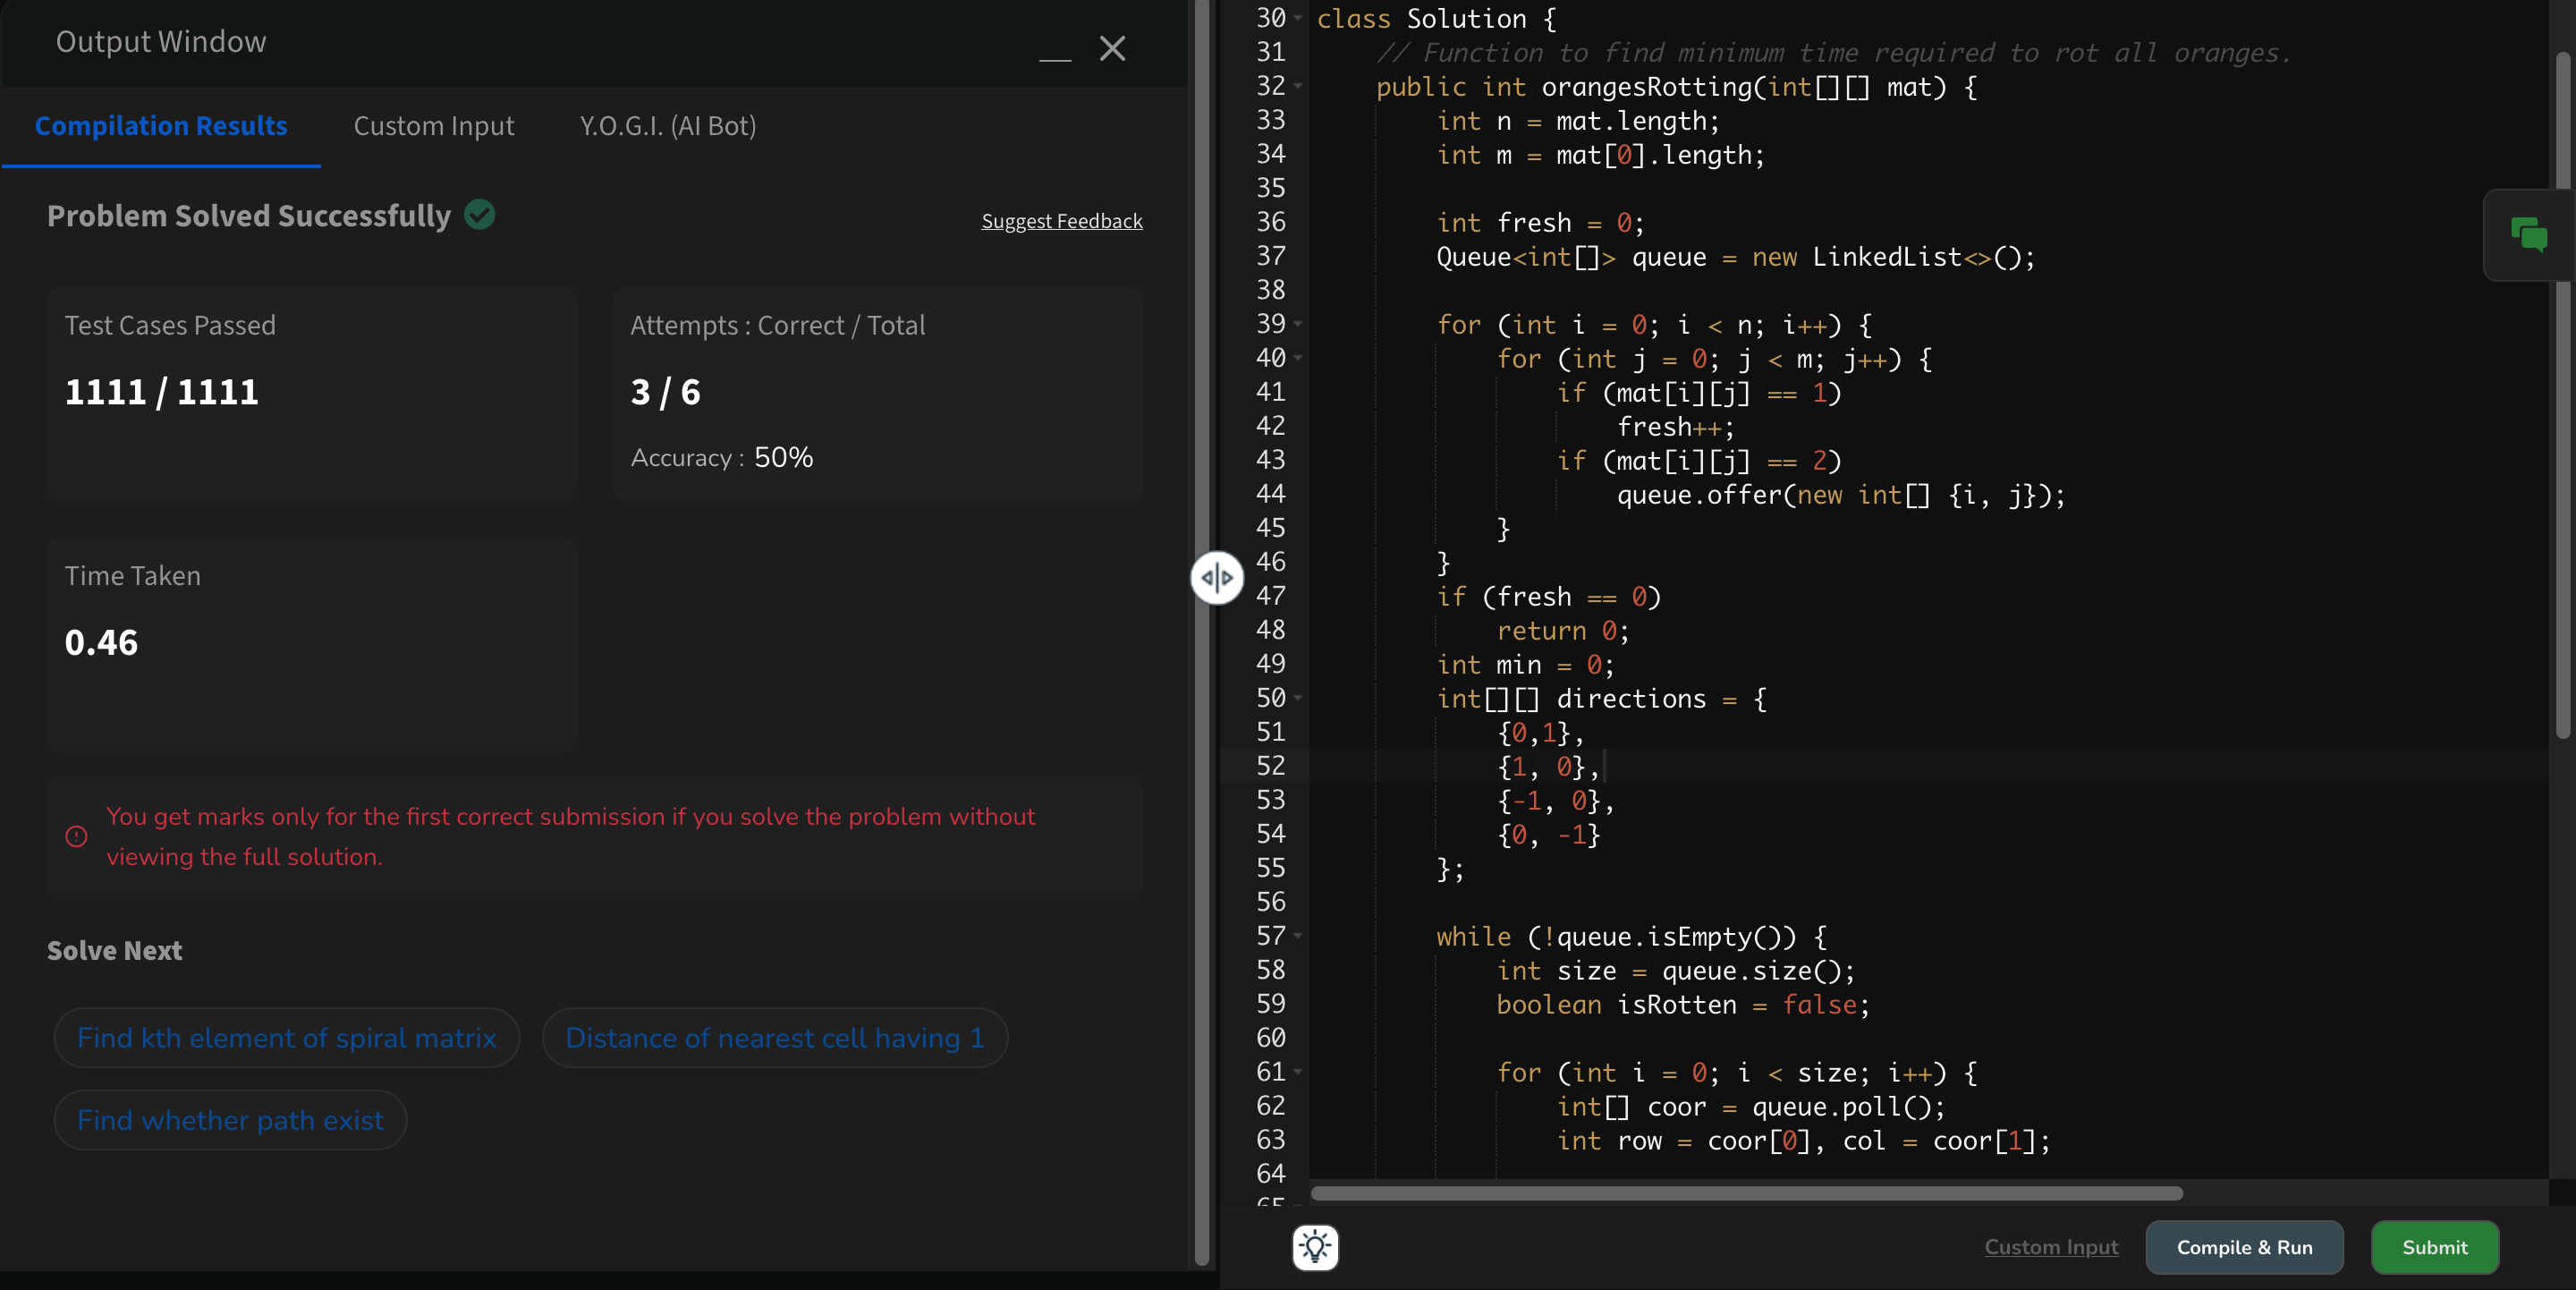 Output Window
Compilation Results
Custom Input
Y.O.G.I. (AI Bot)
Problem Solved Successfully
Suggest Feedback
Test Cases Passed
1111 / 1111
Attempts : Correct / Total
3 / 6
Accuracy : 50%
Time Taken
0.46
You get marks only for the first correct submission if you solve the problem without
viewing the full solution.
Solve Next
Find kth element of spiral matrix
Distance of nearest cell having 1
Find whether path exist
30 class Solution {
31     // Function to find minimum time required to rot all oranges.
32     public int orangesRotting(int[][] mat) {
33         int n = mat.length;
34         int m = mat[0].length;
35
36         int fresh = 0;
37         Queue<int[]> queue = new LinkedList<>();
38
39         for (int i = 0; i < n; i++) {
40             for (int j = 0; j < m; j++) {
41                 if (mat[i][j] == 1)
42                     fresh++;
43                 if (mat[i][j] == 2)
44                     queue.offer(new int[] {i, j});
45             }
46         }
47         if (fresh == 0)
48             return 0;
49         int min = 0;
50         int[][] directions = {
51             {0,1},
52             {1, 0},
53             {-1, 0},
54             {0, -1}
55         };
56
57         while (!queue.isEmpty()) {
58             int size = queue.size();
59             boolean isRotten = false;
60
61             for (int i = 0; i < size; i++) {
62                 int[] coor = queue.poll();
63                 int row = coor[0], col = coor[1];
64
65
Custom Input
Compile & Run
Submit